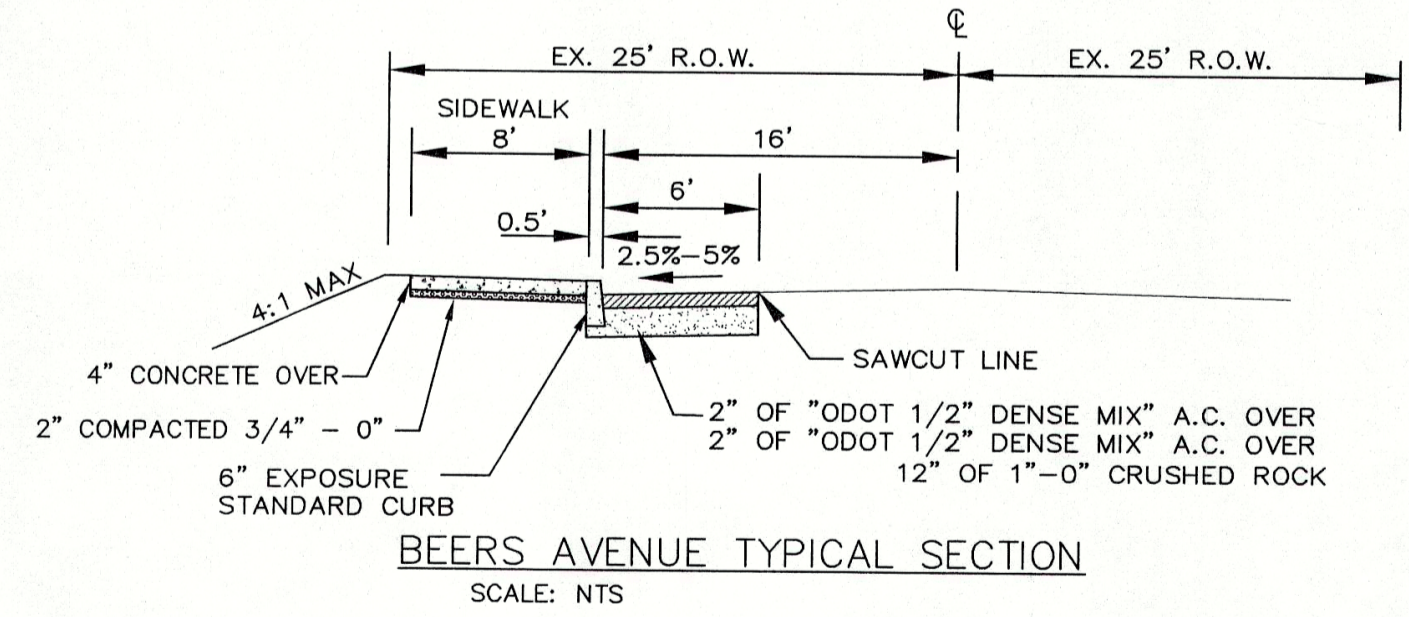 ℄
EX. 25' R.O.W.
EX. 25' R.O.W.
SIDEWALK
8'
16'
6'
0.5'
2.5%-5%
4:1 MAX
SAWCUT LINE
4" CONCRETE OVER
2" COMPACTED 3/4" - 0"
2" OF "ODOT 1/2" DENSE MIX" A.C. OVER
2" OF "ODOT 1/2" DENSE MIX" A.C. OVER
12" OF 1"-0" CRUSHED ROCK
6" EXPOSURE
STANDARD CURB
BEERS AVENUE TYPICAL SECTION
SCALE: NTS